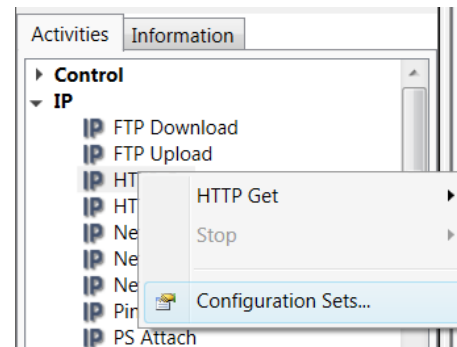 Activities Information
Control
IP
IP FTP Download
IP FTP Upload
IP HT
HTTP Get
IP HT
IP Ne
Stop
IP Ne
IP Ne
Configuration Sets...
IP Pin
IP PS Attach